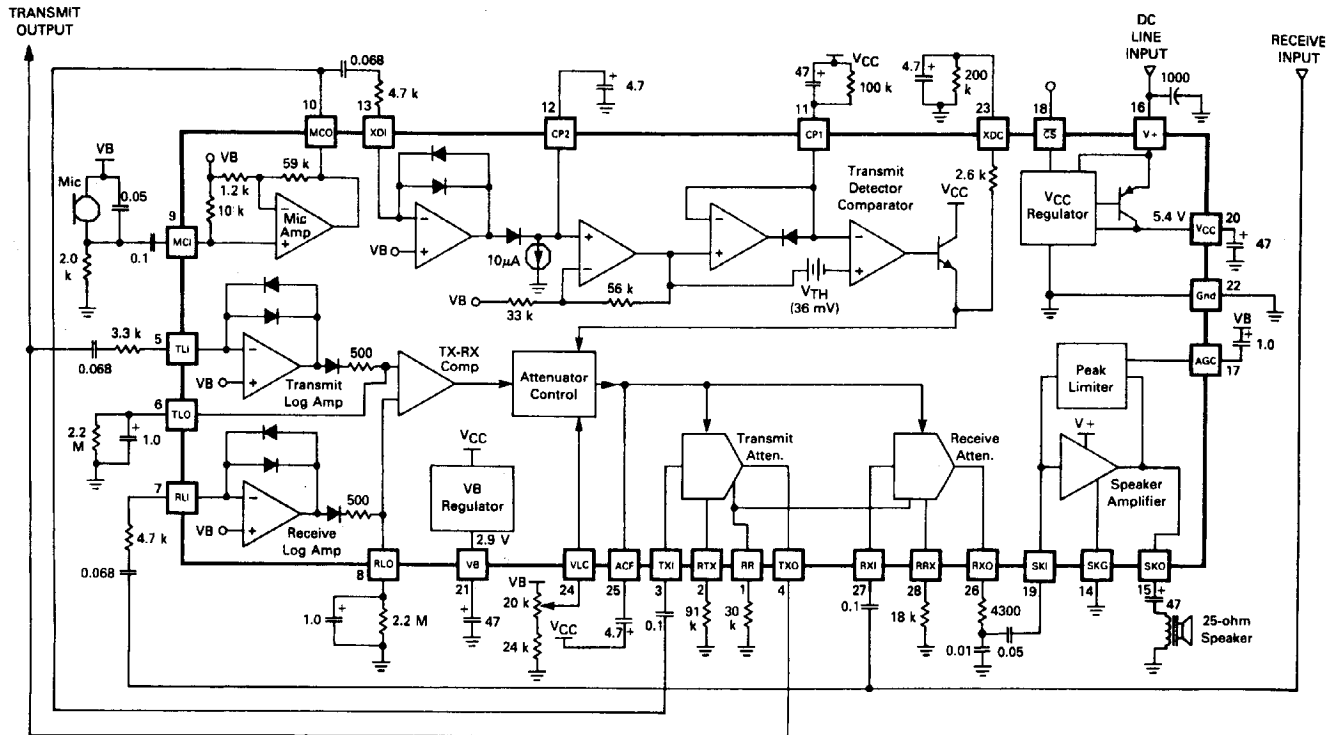 TRANSMIT
OUTPUT
DC
LINE
INPUT
RECEIVE
INPUT
0.068
4.7 k
4.7
47
VCC
100 k
4.7
200
k
1000
10
13
12
11
23
18
16
MCO
XDI
CP2
CP1
XDC
CS
V+
VB
Mic
0.05
VB
59 k
1.2 k
10 k
Mic
Amp
9
MCI
0.1
2.0
k
VB
10µA
VB
33 k
56 k
VTH
(36 mV)
Transmit
Detector
Comparator
VCC
2.6 k
VCC
Regulator
5.4 V
20
VCC
47
22
Gnd
VB
1.0
AGC
17
3.3 k
0.068
5
TLI
VB
Transmit
Log Amp
500
TX-RX
Comp
Attenuator
Control
Peak
Limiter
6
TLO
2.2
M
1.0
7
RLI
VB
Receive
Log Amp
500
VCC
VB
Regulator
2.9 V
Transmit
Atten.
Receive
Atten.
V+
Speaker
Amplifier
4.7 k
0.068
RLO
VB
VLC
ACF
TXI
RTX
RR
TXO
RXI
RRX
RXO
SKI
SKG
SKO
8
21
24
25
3
2
1
4
27
28
26
19
14
15
1.0
2.2 M
47
VB
20 k
24 k
VCC
4.7
0.1
91
k
30
k
0.1
18 k
4300
0.01
0.05
47
25-ohm
Speaker